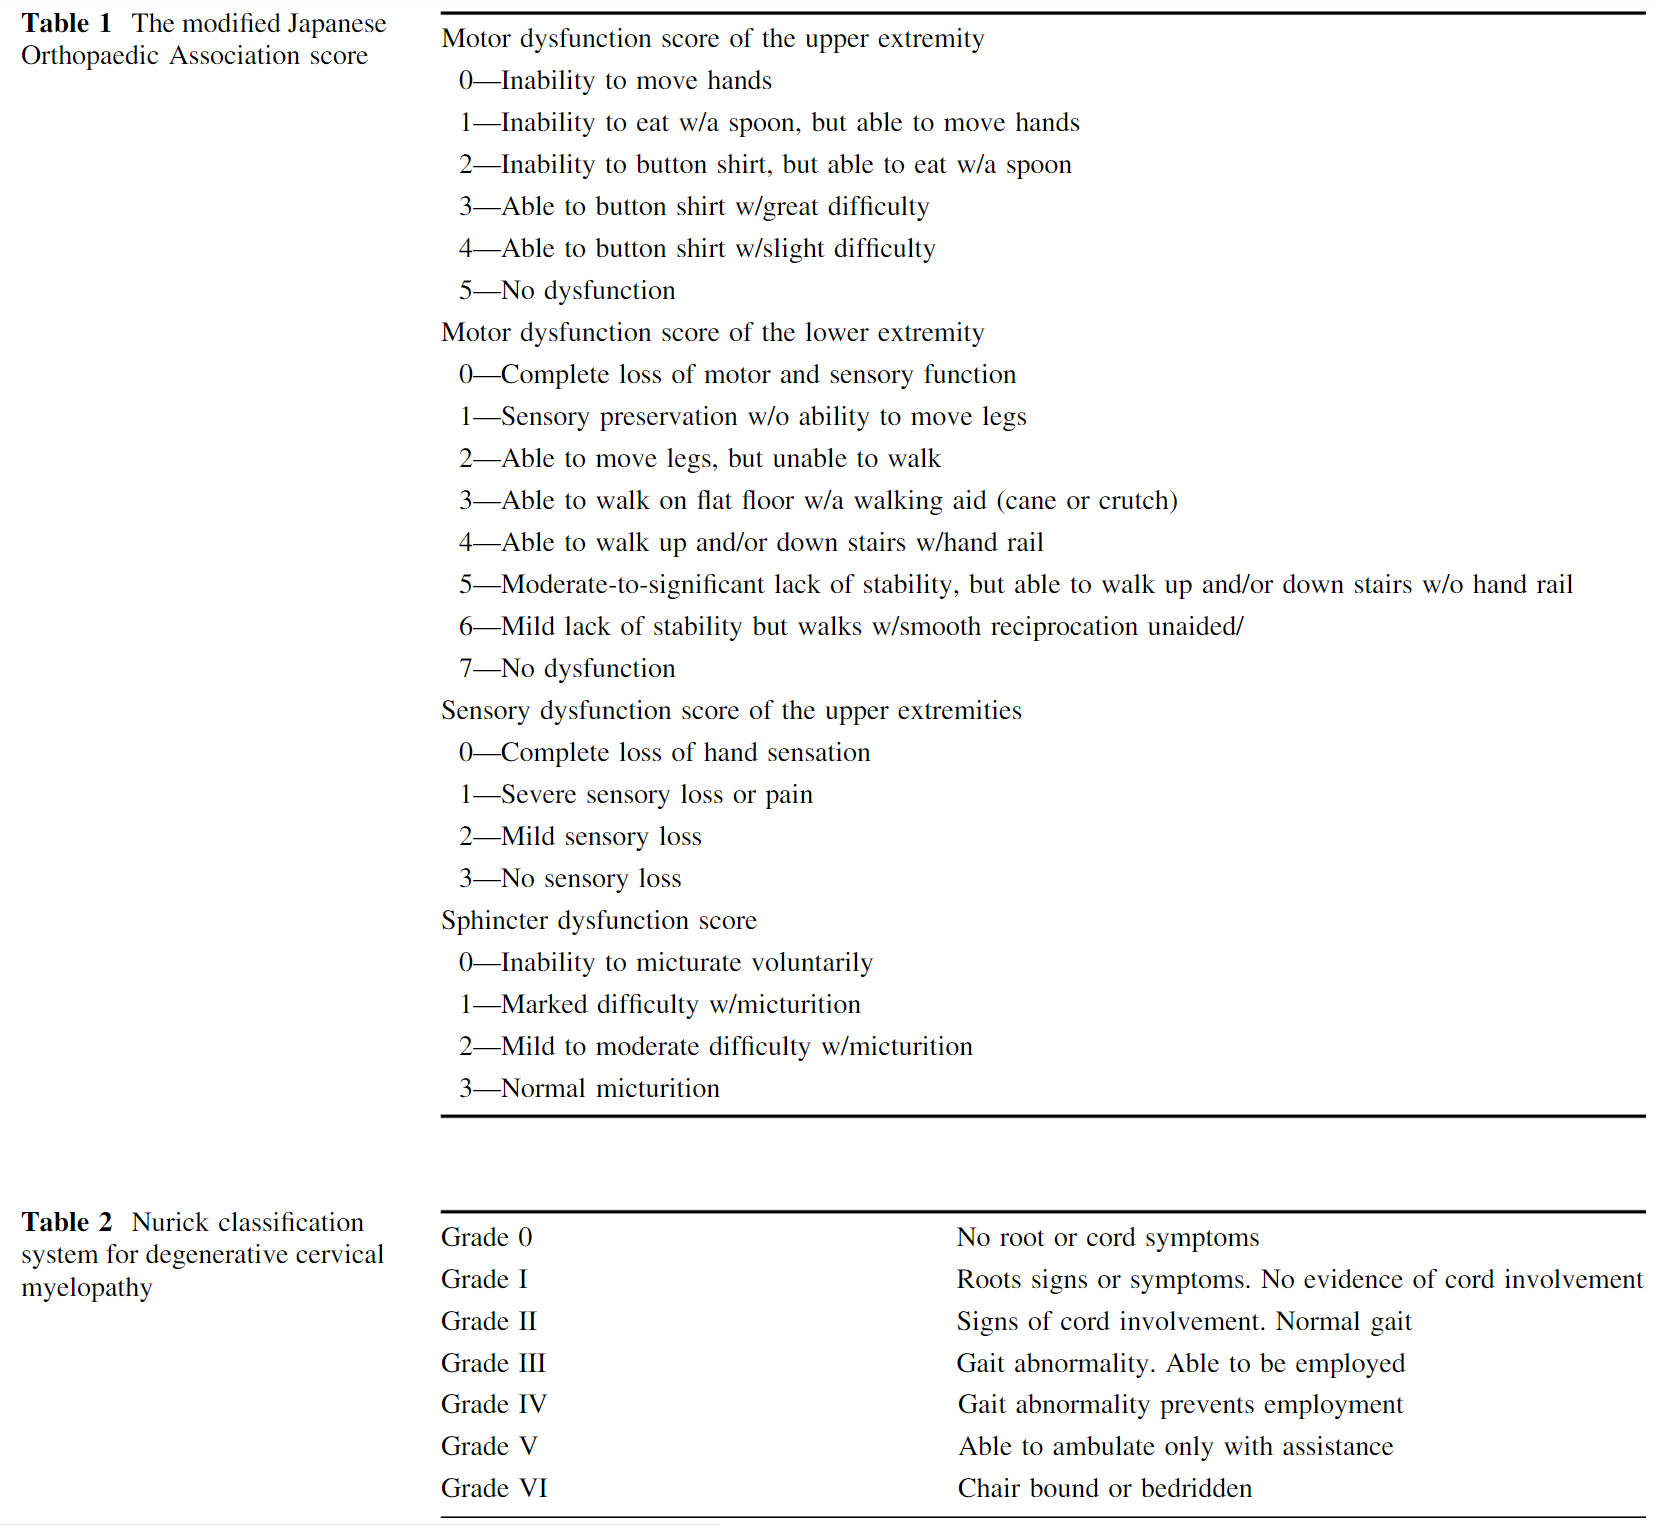 Table 1 The modified Japanese
Orthopaedic Association score
Motor dysfunction score of the upper extremity
0—Inability to move hands
1—Inability to eat w/a spoon, but able to move hands
2—Inability to button shirt, but able to eat w/a spoon
3—Able to button shirt w/great difficulty
4—Able to button shirt w/slight difficulty
5—No dysfunction
Motor dysfunction score of the lower extremity
0—Complete loss of motor and sensory function
1—Sensory preservation w/o ability to move legs
2—Able to move legs, but unable to walk
3—Able to walk on flat floor w/a walking aid (cane or crutch)
4—Able to walk up and/or down stairs w/hand rail
5—Moderate-to-significant lack of stability, but able to walk up and/or down stairs w/o hand rail
6—Mild lack of stability but walks w/smooth reciprocation unaided/
7—No dysfunction
Sensory dysfunction score of the upper extremities
0—Complete loss of hand sensation
1—Severe sensory loss or pain
2—Mild sensory loss
3—No sensory loss
Sphincter dysfunction score
0—Inability to micturate voluntarily
1—Marked difficulty w/micturition
2—Mild to moderate difficulty w/micturition
3—Normal micturition
Table 2 Nurick classification
system for degenerative cervical
myelopathy
Grade 0 No root or cord symptoms
Grade I Roots signs or symptoms. No evidence of cord involvement
Grade II Signs of cord involvement. Normal gait
Grade III Gait abnormality. Able to be employed
Grade IV Gait abnormality prevents employment
Grade V Able to ambulate only with assistance
Grade VI Chair bound or bedridden